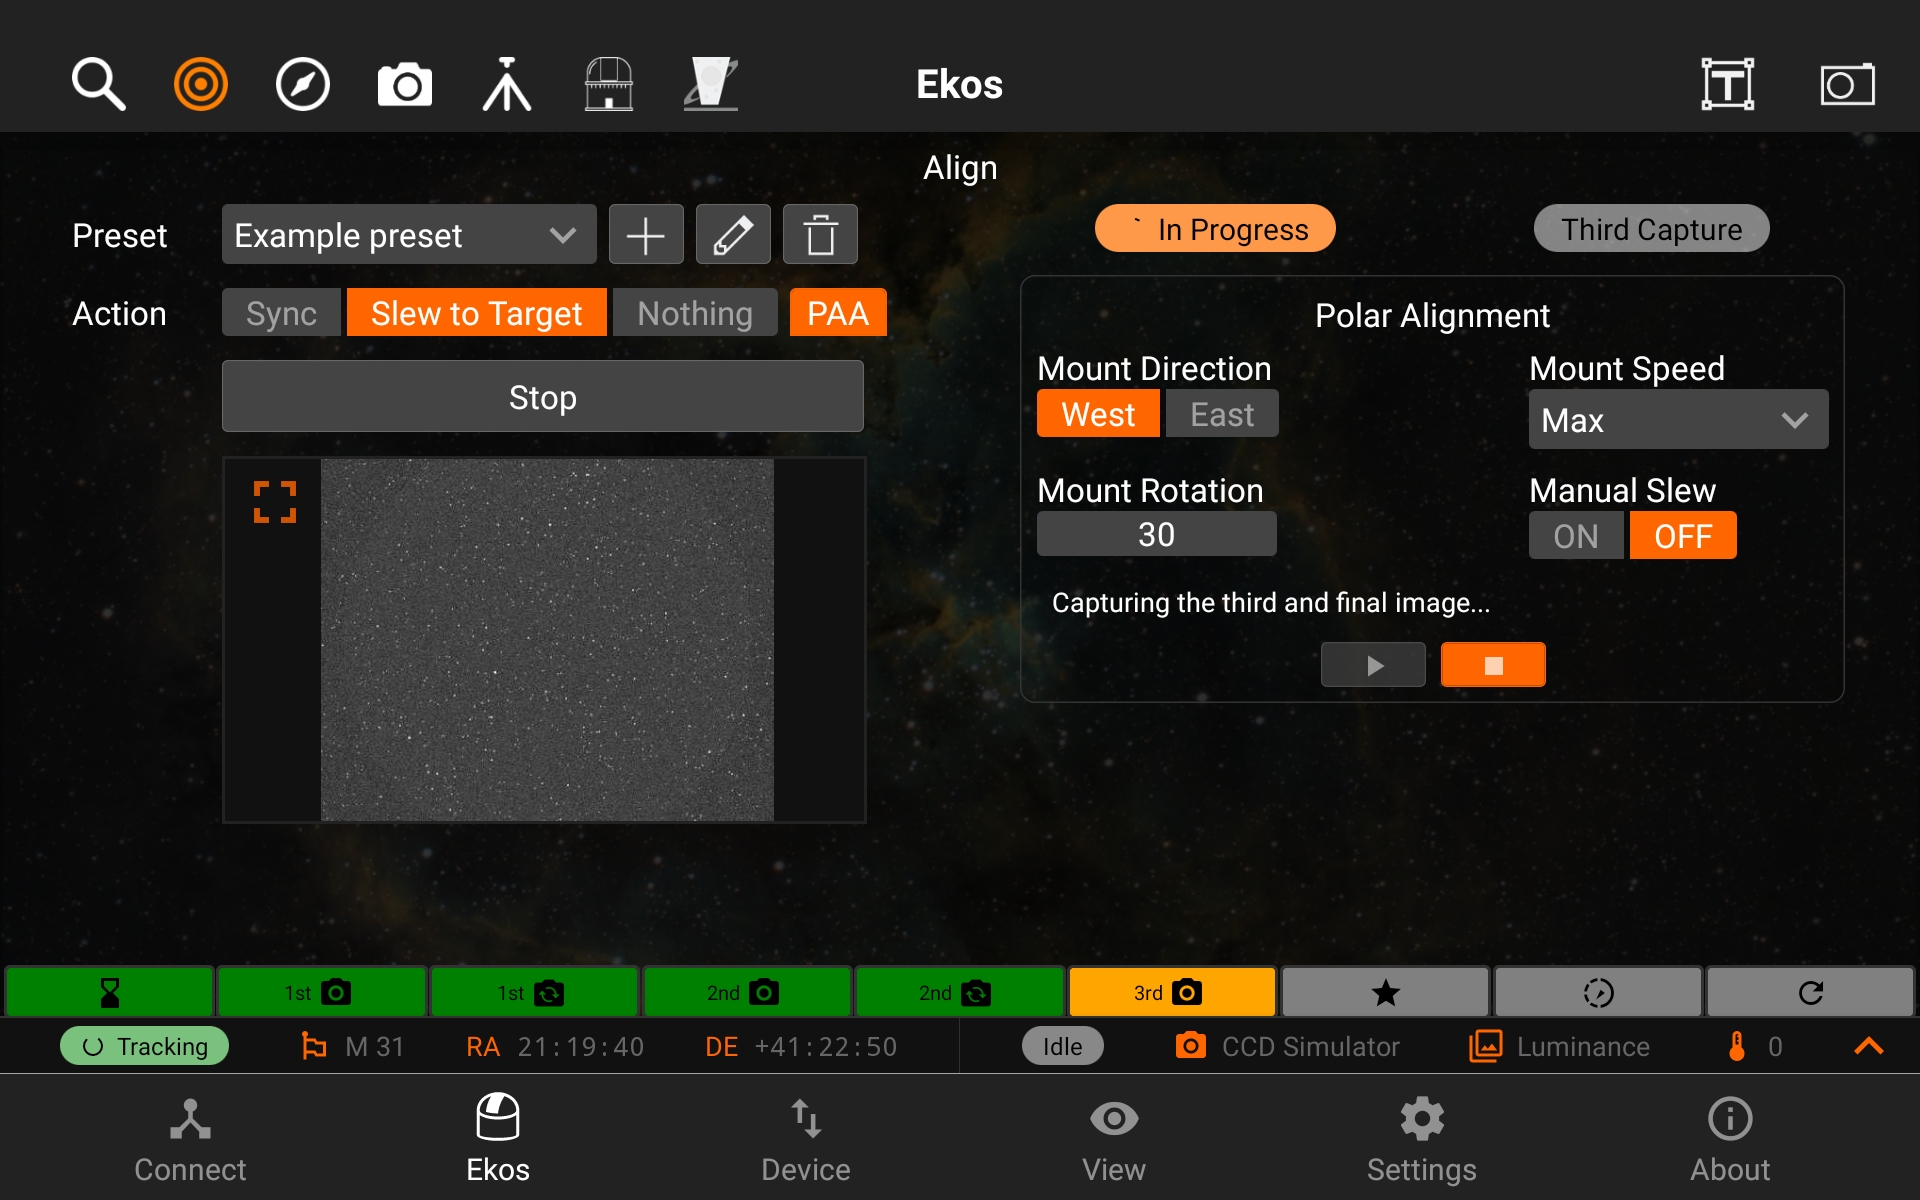 Ekos
Align
Preset
Example preset
Action
Sync
Slew to Target
Nothing
PAA
Stop
In Progress
Third Capture
Polar Alignment
Mount Direction
West
East
Mount Speed
Max
Mount Rotation
30
Manual Slew
ON
OFF
Capturing the third and final image...
1st
1st
2nd
2nd
3rd
Tracking
M 31
RA 21:19:40
DE +41:22:50
Idle
CCD Simulator
Luminance
0
Connect
Ekos
Device
View
Settings
About